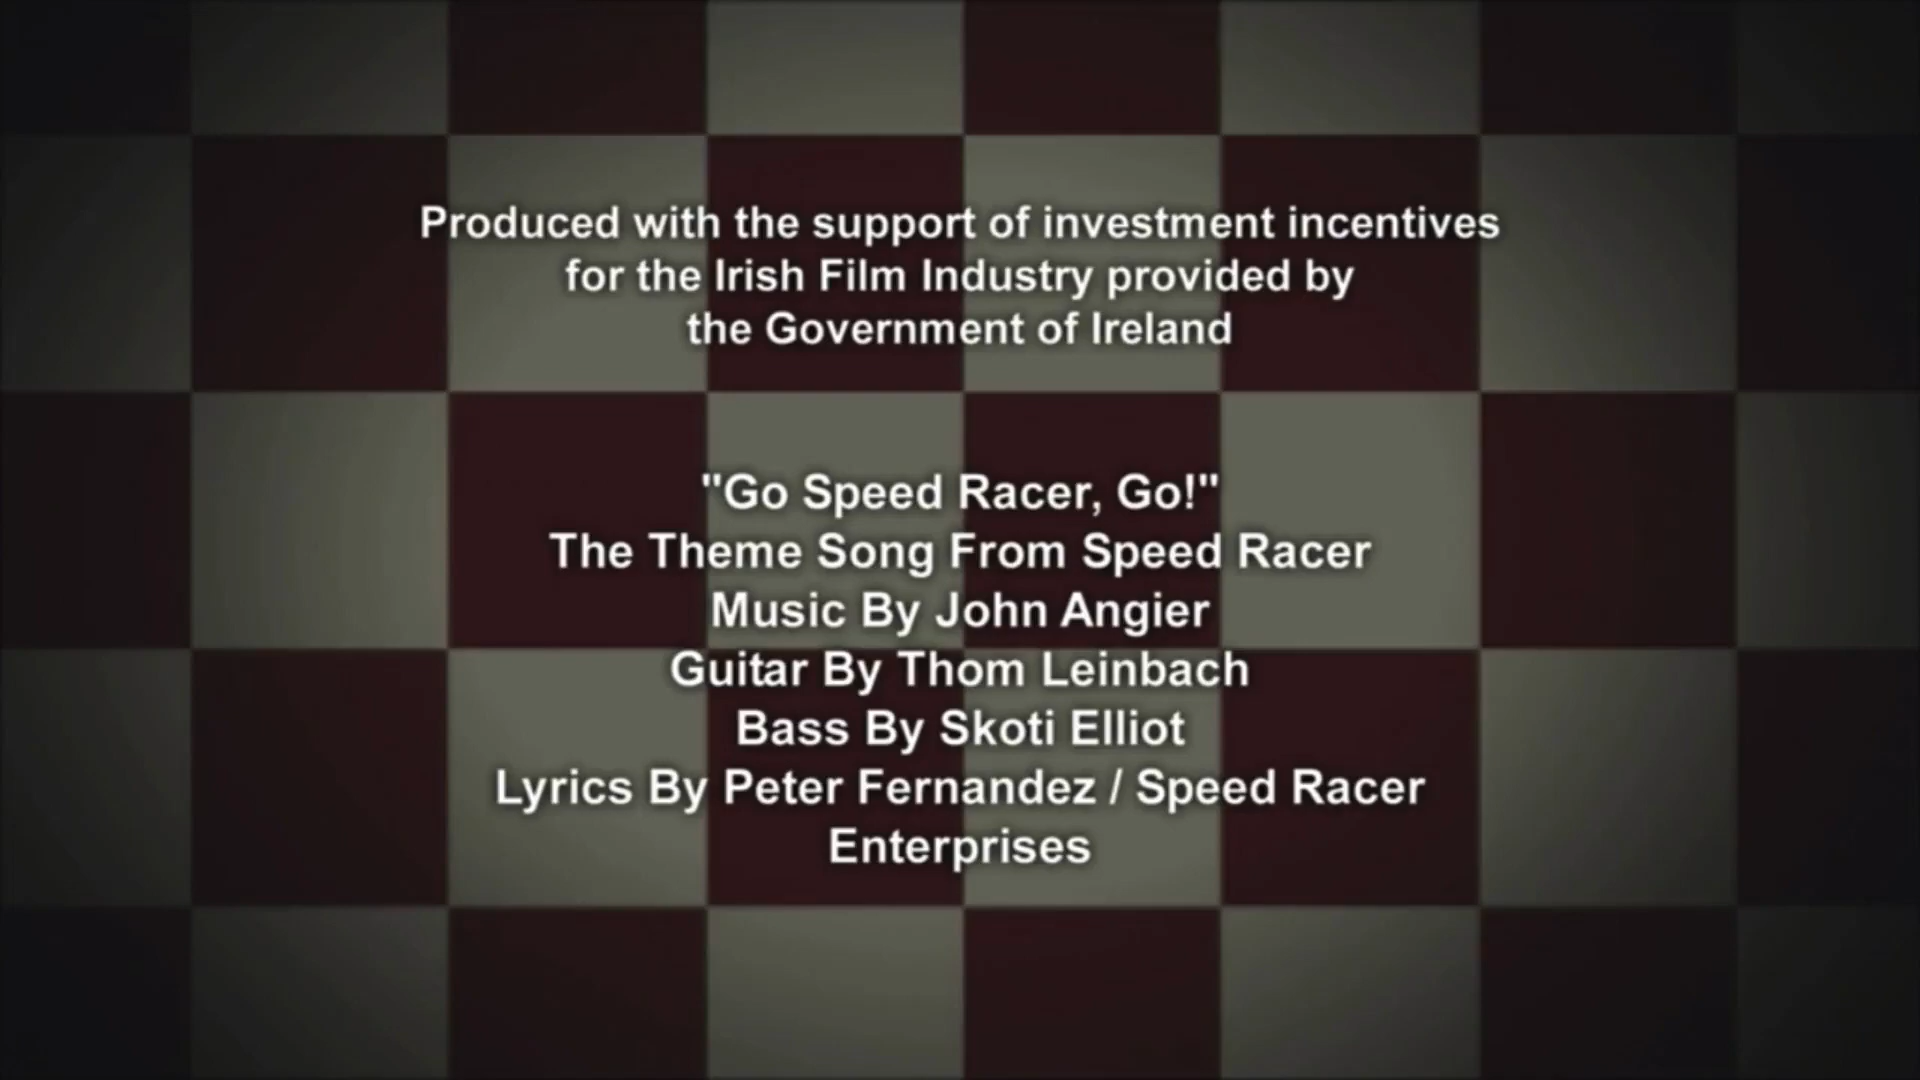 Produced with the support of investment incentives
for the Irish Film Industry provided by
the Government of Ireland
"Go Speed Racer, Go!"
The Theme Song From Speed Racer
Music By John Angier
Guitar By Thom Leinbach
Bass By Skoti Elliot
Lyrics By Peter Fernandez / Speed Racer
Enterprises